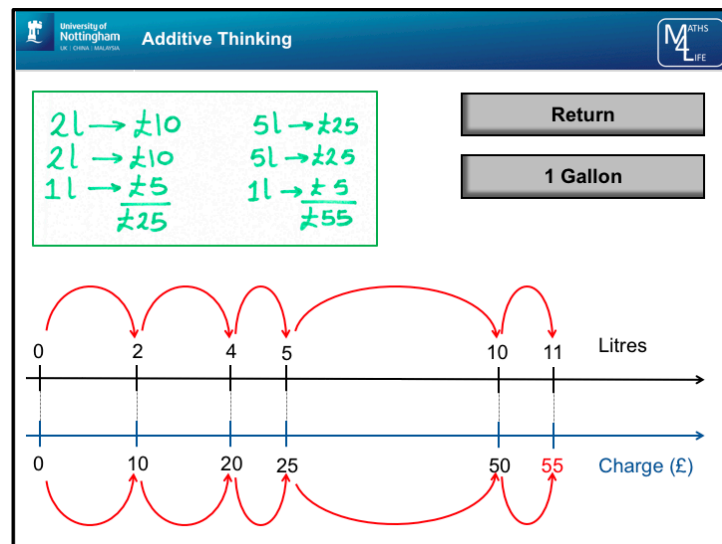 University of
Nottingham
UK | CHINA | MALAYSIA
Additive Thinking
MATHS
4
LIFE
2l → £10
2l → £10
1l → £5
£25
5l → £25
5l → £25
1l → £5
£55
Return
1 Gallon
0 2 4 5 10 11 Litres
0 10 20 25 50 55 Charge (£)